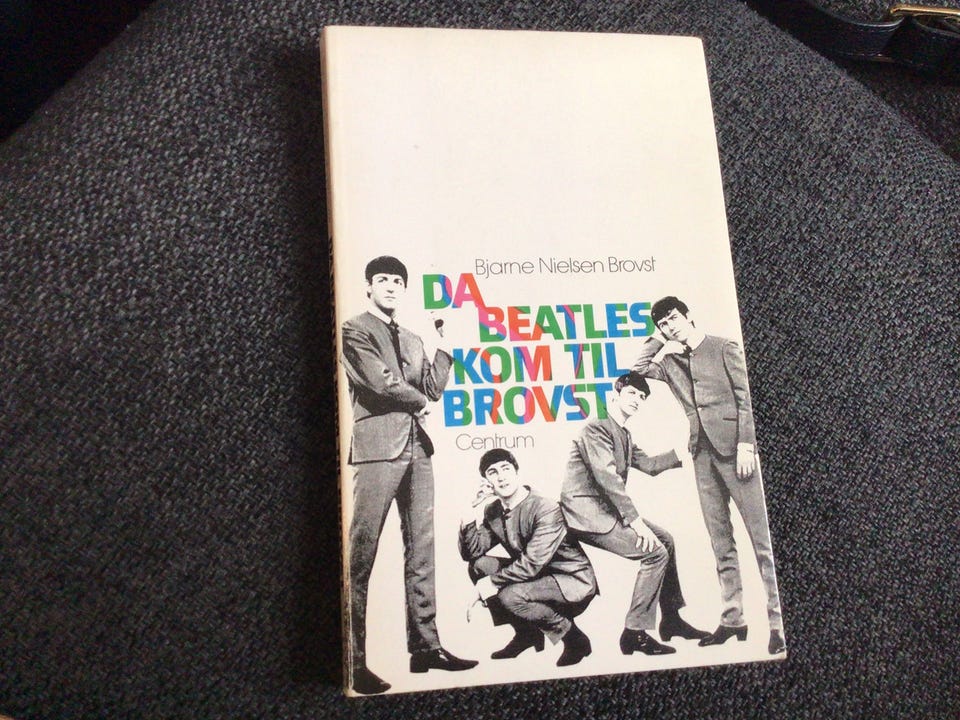 Bjarne Nielsen Brovst
DA
BEATLES
KOM TIL
BROVST
Centrum